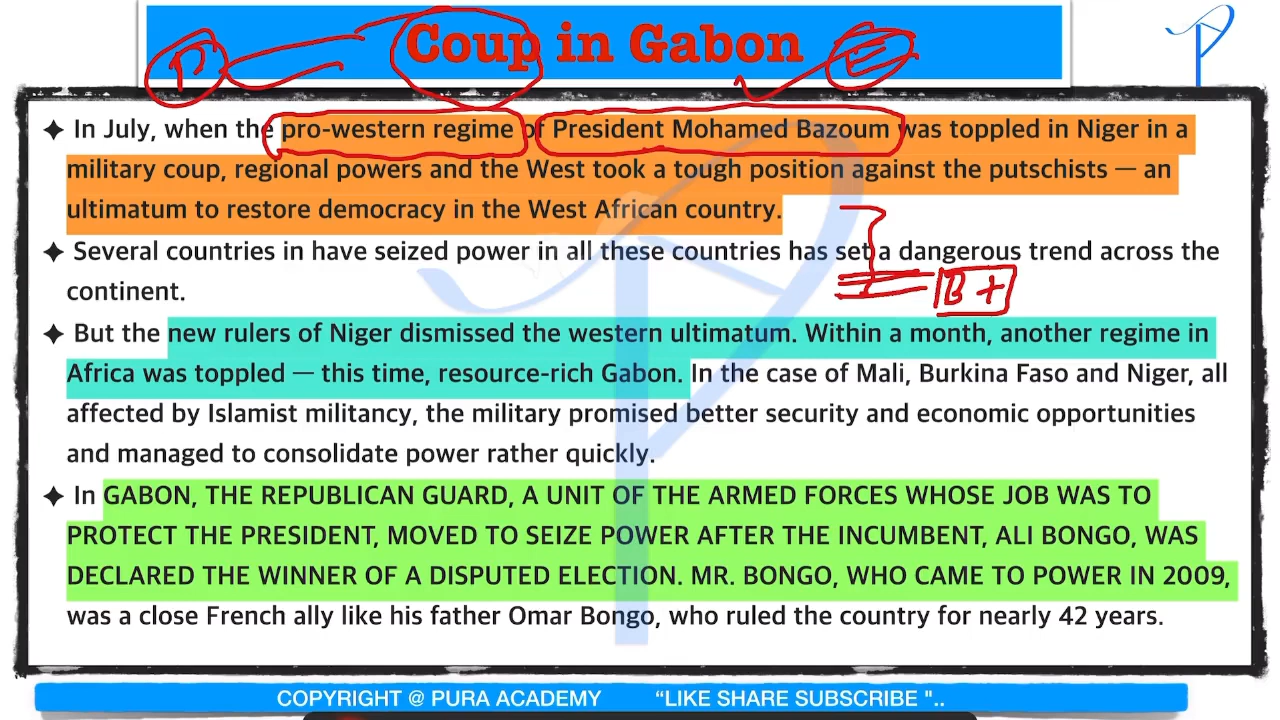 Coup in Gabon
P
E
✦ In July, when the pro-western regime of President Mohamed Bazoum was toppled in Niger in a
military coup, regional powers and the West took a tough position against the putschists — an
ultimatum to restore democracy in the West African country.
✦ Several countries in have seized power in all these countries has set a dangerous trend across the
continent.
B +
✦ But the new rulers of Niger dismissed the western ultimatum. Within a month, another regime in
Africa was toppled — this time, resource-rich Gabon. In the case of Mali, Burkina Faso and Niger, all
affected by Islamist militancy, the military promised better security and economic opportunities
and managed to consolidate power rather quickly.
✦ In GABON, THE REPUBLICAN GUARD, A UNIT OF THE ARMED FORCES WHOSE JOB WAS TO
PROTECT THE PRESIDENT, MOVED TO SEIZE POWER AFTER THE INCUMBENT, ALI BONGO, WAS
DECLARED THE WINNER OF A DISPUTED ELECTION. MR. BONGO, WHO CAME TO POWER IN 2009,
was a close French ally like his father Omar Bongo, who ruled the country for nearly 42 years.
COPYRIGHT @ PURA ACADEMY “LIKE SHARE SUBSCRIBE "..